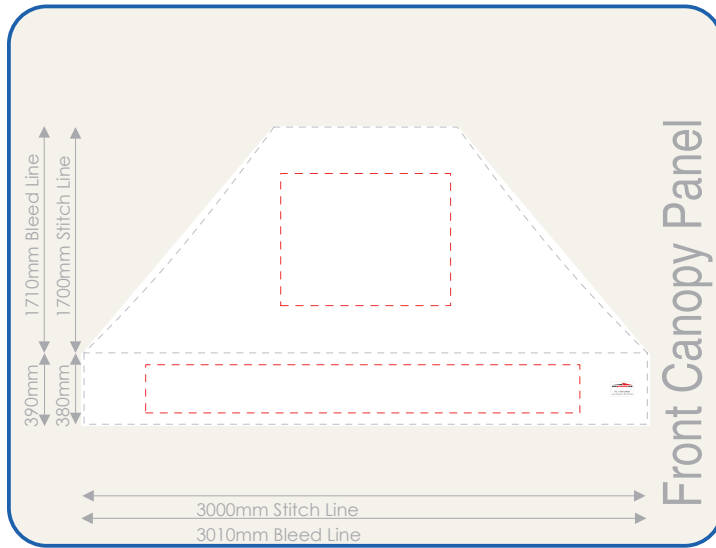 1710mm Bleed Line
1700mm Stitch Line
390mm
380mm
3000mm Stitch Line
3010mm Bleed Line
Front Canopy Panel